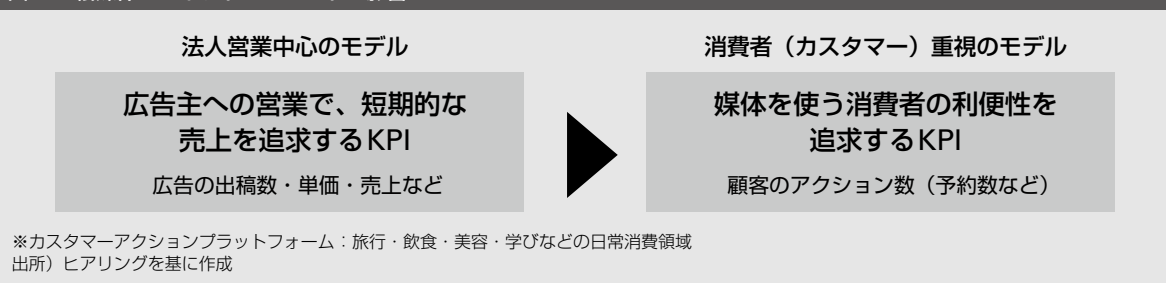 法人営業中心のモデル
消費者（カスタマー）重視のモデル
広告主への営業で、短期的な
売上を追求するKPI
広告の出稿数・単価・売上など
媒体を使う消費者の利便性を
追求するKPI
顧客のアクション数（予約数など）
※カスタマーアクションプラットフォーム：旅行・飲食・美容・学びなどの日常消費領域
出所）ヒアリングを基に作成